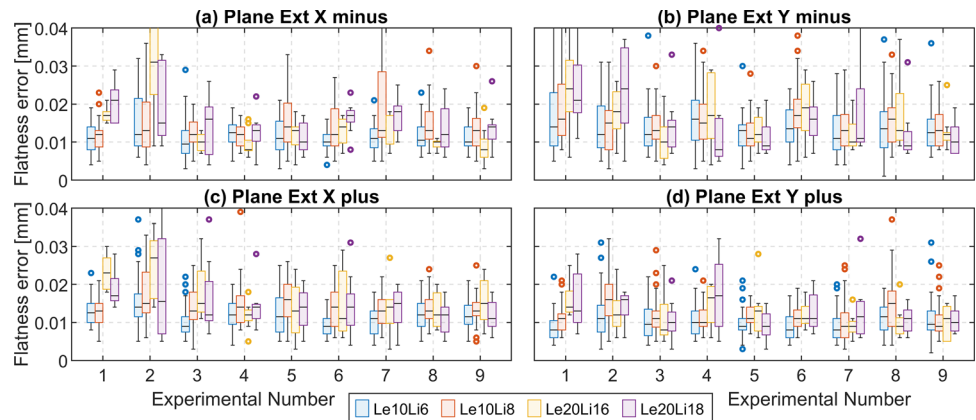 (a) Plane Ext X minus
(b) Plane Ext Y minus
Flatness error [mm]
0.04
0.03
0.02
0.01
0
(c) Plane Ext X plus
(d) Plane Ext Y plus
Flatness error [mm]
0.04
0.03
0.02
0.01
0
1 2 3 4 5 6 7 8 9
1 2 3 4 5 6 7 8 9
Experimental Number
Experimental Number
Le10Li6 Le10Li8 Le20Li16 Le20Li18